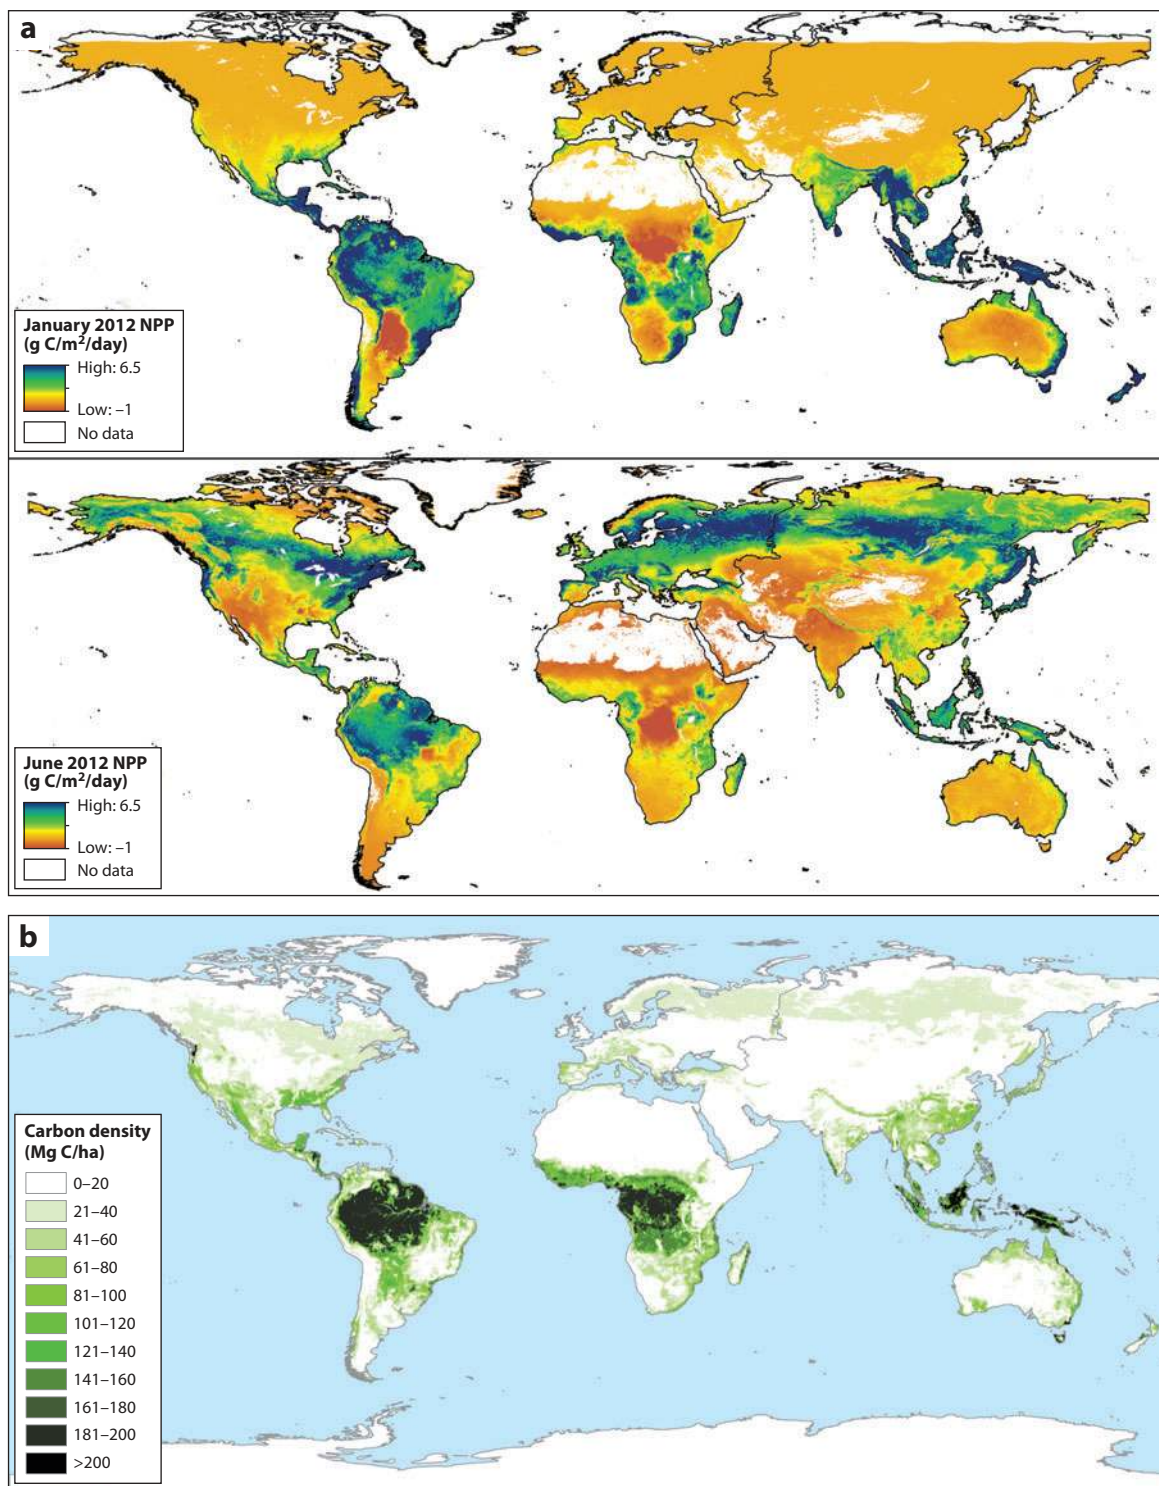 a
January 2012 NPP
(g C/m²/day)
High: 6.5
Low: –1
No data
June 2012 NPP
(g C/m²/day)
High: 6.5
Low: –1
No data
b
Carbon density
(Mg C/ha)
0–20
21–40
41–60
61–80
81–100
101–120
121–140
141–160
161–180
181–200
>200